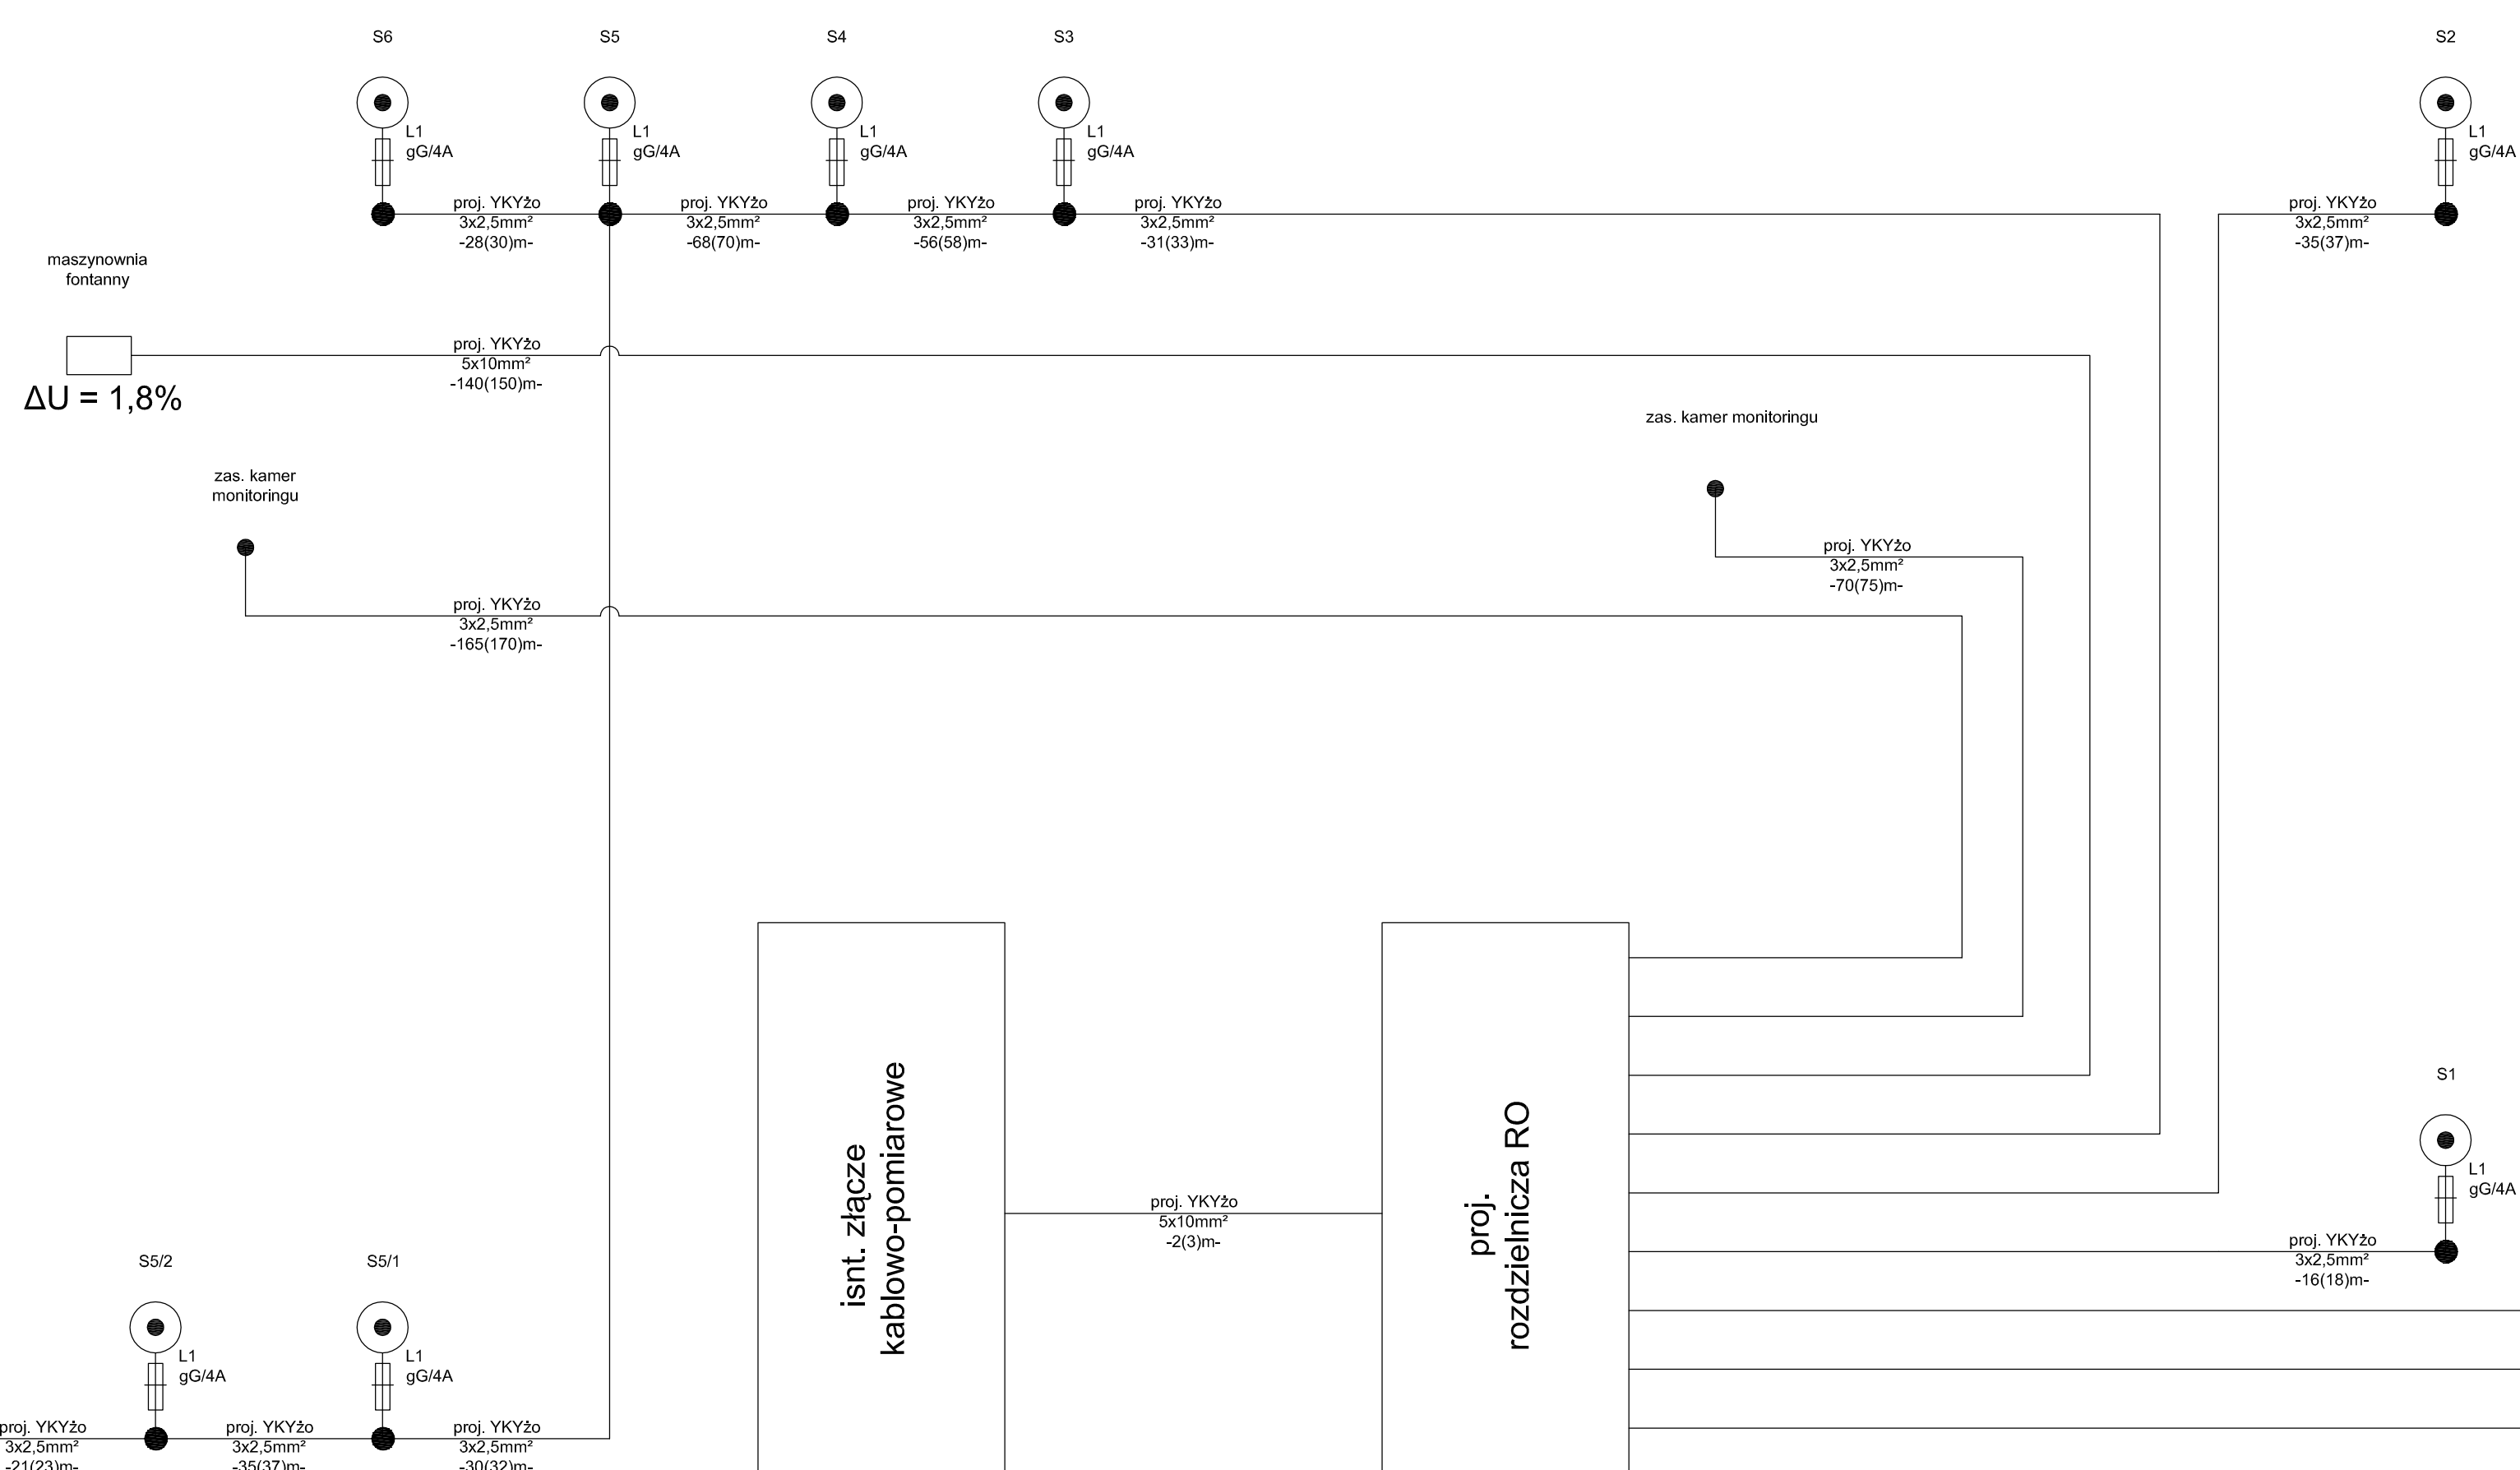 S6
S5
S4
S3
S2
L1
gG/4A
L1
gG/4A
L1
gG/4A
L1
gG/4A
L1
gG/4A
proj. YKYżo
3x2,5mm²
-28(30)m-
proj. YKYżo
3x2,5mm²
-68(70)m-
proj. YKYżo
3x2,5mm²
-56(58)m-
proj. YKYżo
3x2,5mm²
-31(33)m-
proj. YKYżo
3x2,5mm²
-35(37)m-
maszynownia
fontanny
ΔU = 1,8%
proj. YKYżo
5x10mm²
-140(150)m-
zas. kamer monitoringu
zas. kamer
monitoringu
proj. YKYżo
3x2,5mm²
-70(75)m-
proj. YKYżo
3x2,5mm²
-165(170)m-
isnt. złącze
kablowo-pomiarowe
proj. YKYżo
5x10mm²
-2(3)m-
proj.
rozdzielnicza RO
S1
L1
gG/4A
proj. YKYżo
3x2,5mm²
-16(18)m-
S5/2
S5/1
L1
gG/4A
L1
gG/4A
proj. YKYżo
3x2,5mm²
-21(23)m-
proj. YKYżo
3x2,5mm²
-35(37)m-
proj. YKYżo
3x2,5mm²
-30(32)m-